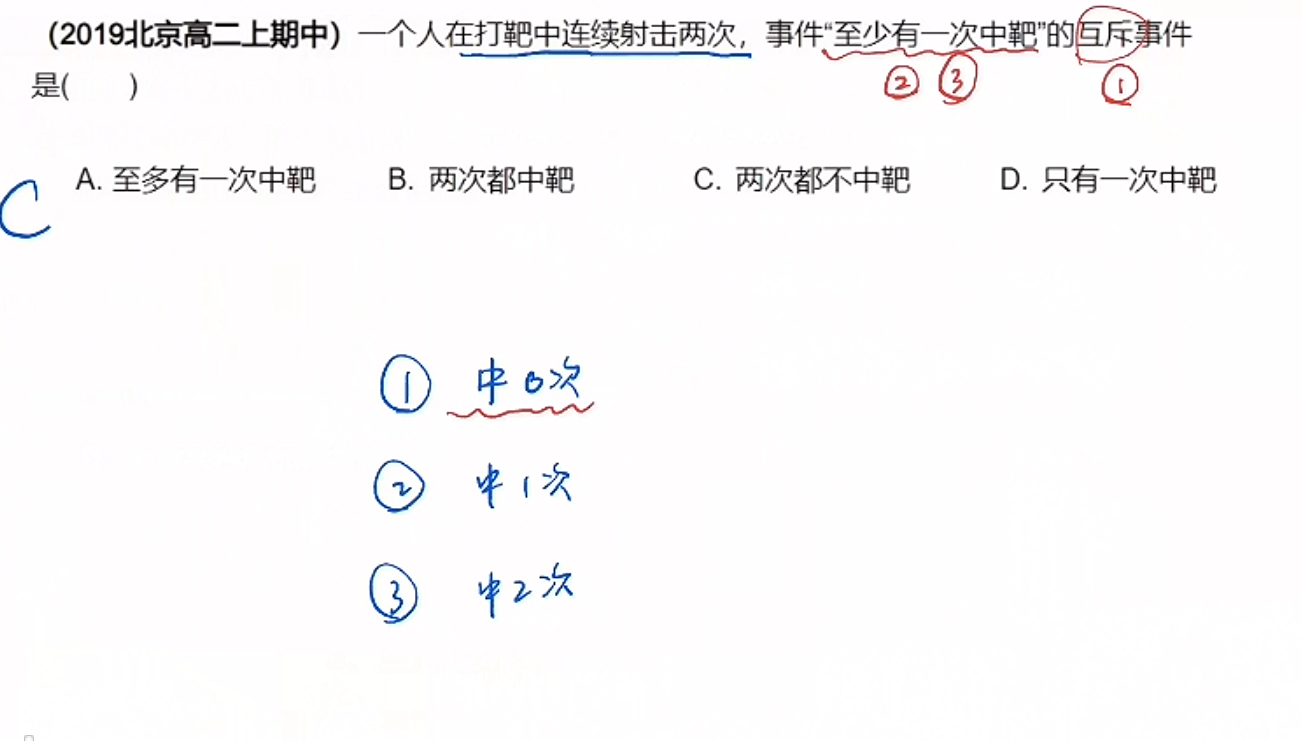 （2019北京高二上期中）一个人在打靶中连续射击两次，事件“至少有一次中靶”的互斥事件
是(　　)
② ③ ①
A. 至多有一次中靶 B. 两次都中靶 C. 两次都不中靶 D. 只有一次中靶
C
① 中0次
② 中1次
③ 中2次